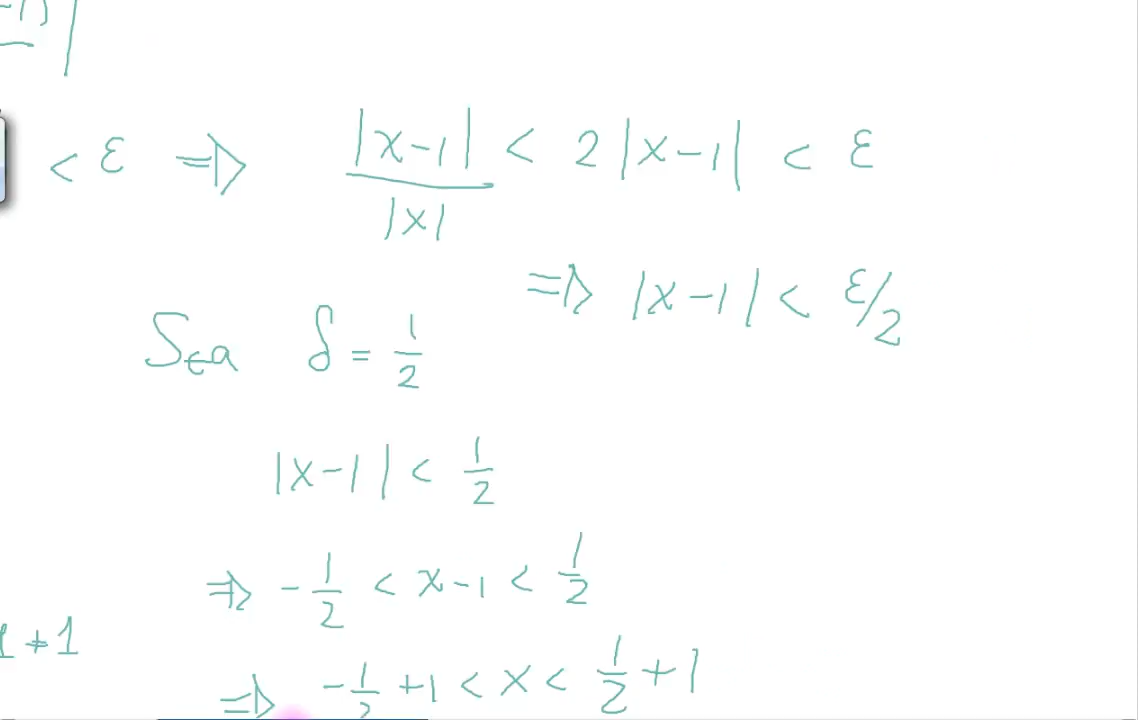 < ε ⇒ |x-1|/|x| < 2|x-1| < ε
⇒ |x-1| < ε/2
Sea δ = 1/2
|x-1| < 1/2
⇒ -1/2 < x-1 < 1/2
1+1
⇒ -1/2 +1 < x < 1/2 +1